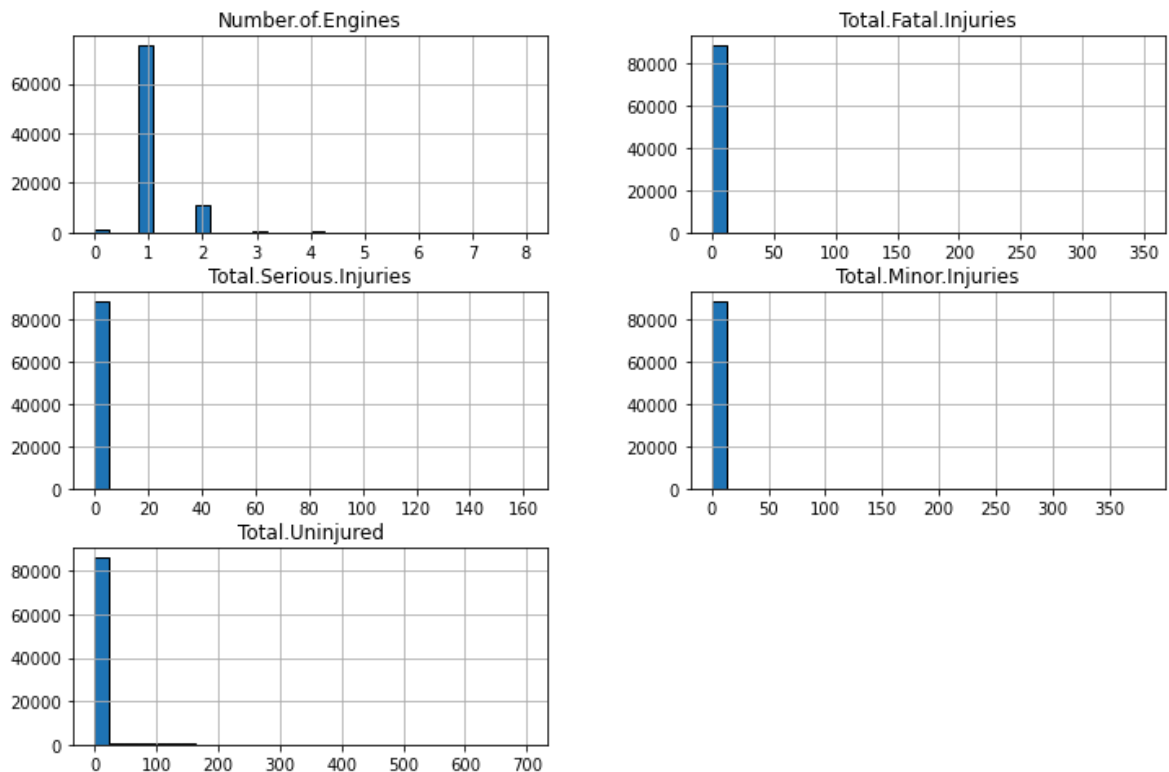 Number.of.Engines
60000
40000
20000
0
0 1 2 3 4 5 6 7 8
Total.Fatal.Injuries
80000
60000
40000
20000
0
0 50 100 150 200 250 300 350
Total.Serious.Injuries
80000
60000
40000
20000
0
0 20 40 60 80 100 120 140 160
Total.Minor.Injuries
80000
60000
40000
20000
0
0 50 100 150 200 250 300 350
Total.Uninjured
80000
60000
40000
20000
0
0 100 200 300 400 500 600 700